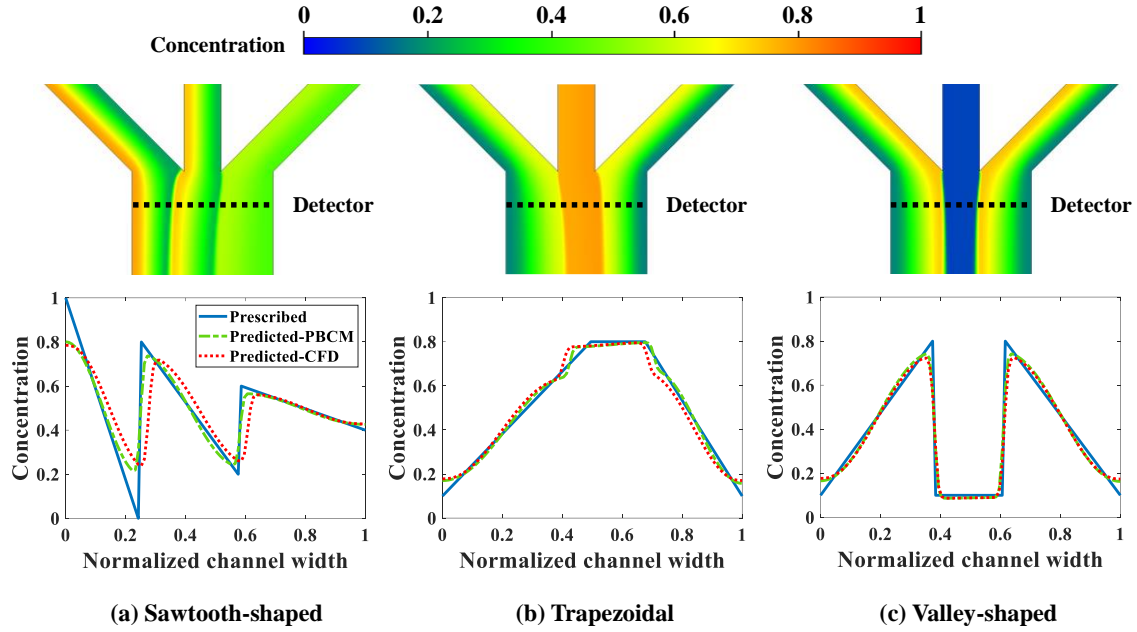 0 0.2 0.4 0.6 0.8 1
Concentration
Detector Detector Detector
1 1 1
Prescribed
Predicted-PBCM
Predicted-CFD
0.8 0.8 0.8
0.6 0.6 0.6
0.4 0.4 0.4
0.2 0.2 0.2
0 0 0
Concentration Concentration Concentration
0 0.2 0.4 0.6 0.8 1 0 0.2 0.4 0.6 0.8 1 0 0.2 0.4 0.6 0.8 1
Normalized channel width Normalized channel width Normalized channel width
(a) Sawtooth-shaped (b) Trapezoidal (c) Valley-shaped